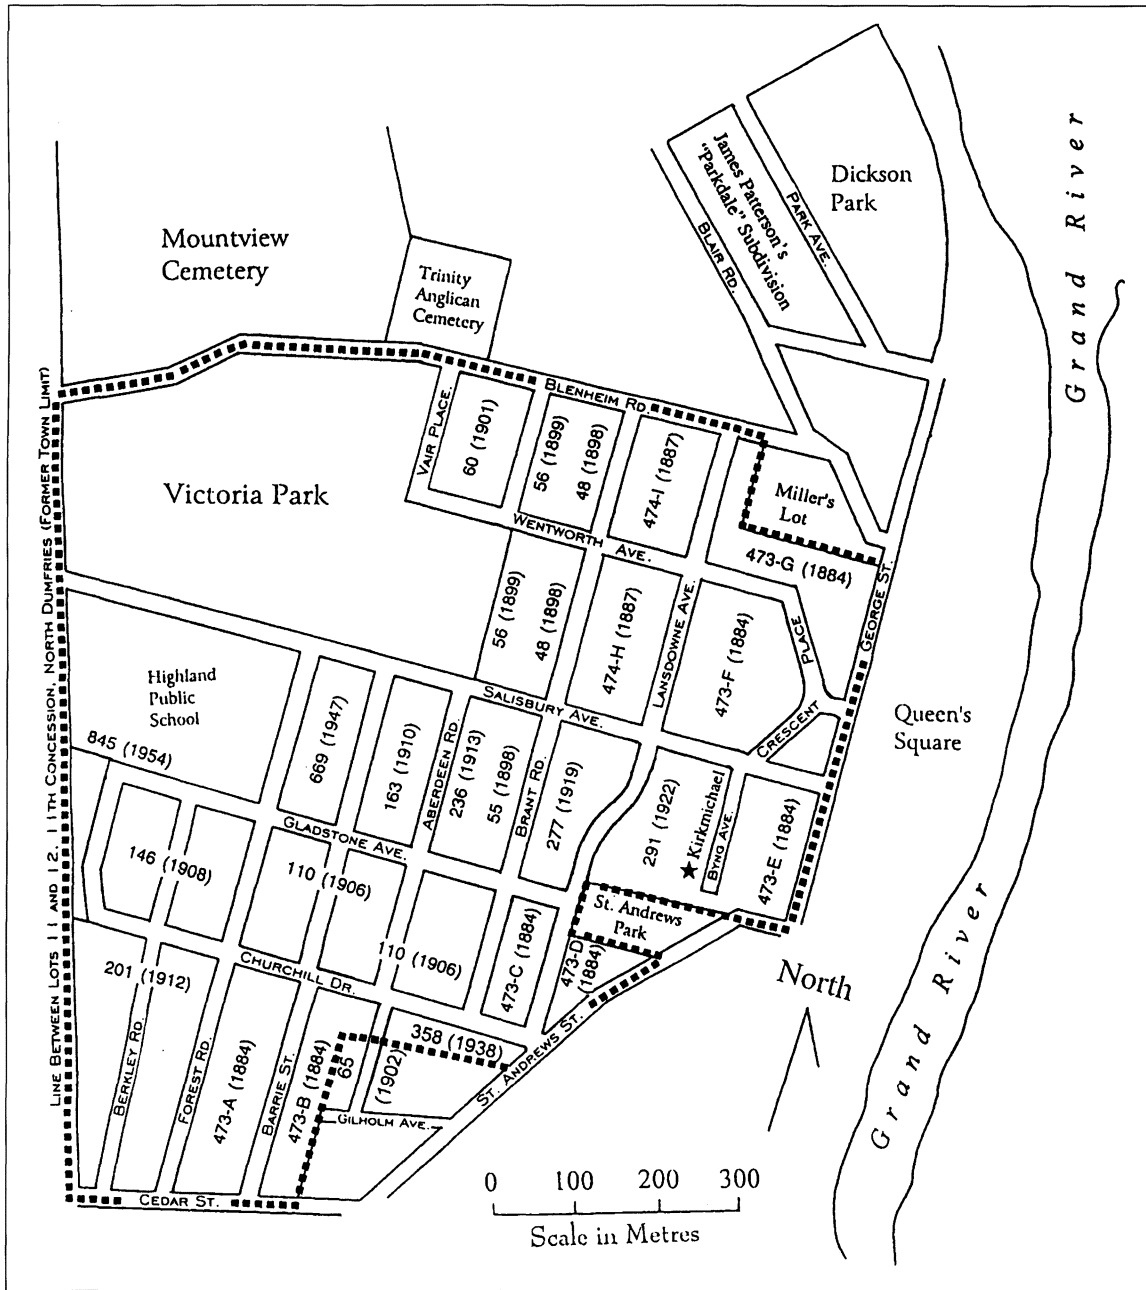 Grand River
James Patterson's
"Parkdale" Subdivision
PARK AVE.
BLAIR RD.
Dickson
Park
Mountview
Cemetery
Trinity
Anglican
Cemetery
LINE BETWEEN LOTS 11 AND 12, 11TH CONCESSION, NORTH DUMFRIES (FORMER TOWN LIMIT)
BLENHEIM RD.
VAIR PLACE.
60 (1901)
56 (1899)
48 (1898)
474-I (1887)
Miller's
Lot
Victoria Park
WENTWORTH AVE.
473-G (1884)
GEORGE ST.
56 (1899)
48 (1898)
474-H (1887)
LANSDOWNE AVE.
473-F (1884)
PLACE
CRESCENT
Highland
Public
School
SALISBURY AVE.
Queen's
Square
845 (1954)
669 (1947)
163 (1910)
ABERDEEN RD.
236 (1913)
55 (1898)
BRANT RD.
277 (1919)
291 (1922)
Kirkmichael
BYNG AVE.
473-E (1884)
GLADSTONE AVE.
146 (1908)
110 (1906)
St. Andrews
Park
110 (1906)
473-C (1884)
473-D
(1884)
North
201 (1912)
CHURCHILL DR.
358 (1938)
ST. ANDREWS ST.
BERKLEY RD.
FOREST RD.
473-A (1884)
BARRIE ST.
473-B (1884)
65
(1902)
GILHOLM AVE.
Grand River
CEDAR ST.
0 100 200 300
Scale in Metres